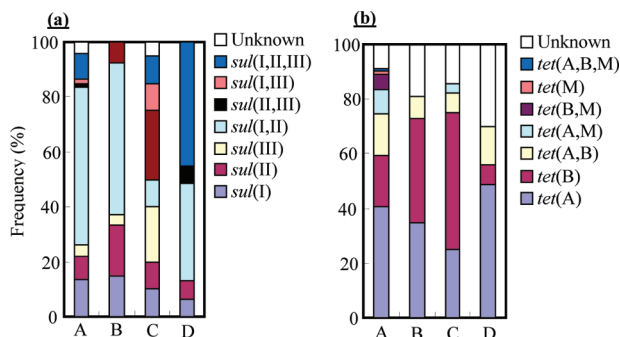 (a)
Frequency (%)
100
80
60
40
20
0
A B C D
Unknown
sul(I,II,III)
sul(I,III)
sul(II,III)
sul(I,II)
sul(III)
sul(II)
sul(I)
(b)
100
80
60
40
20
0
A B C D
Unknown
tet(A,B,M)
tet(M)
tet(B,M)
tet(A,M)
tet(A,B)
tet(B)
tet(A)